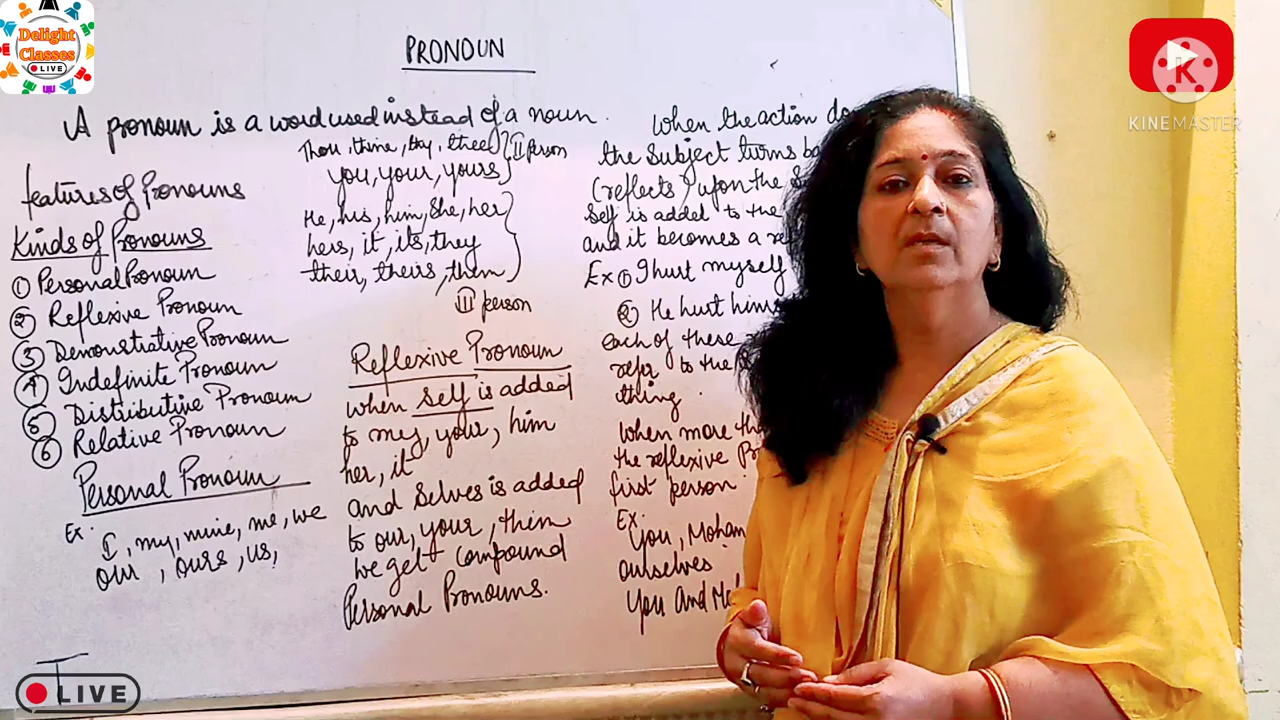 Delight
Classes
LIVE
KINEMASTER
PRONOUN
A pronoun is a word used instead of a noun.
features of Pronouns
Kinds of Pronouns
① Personal Pronoun
② Reflexive Pronoun
③ Demonstrative Pronoun
④ Indefinite Pronoun
⑤ Distributive Pronoun
⑥ Relative Pronoun
Personal Pronoun
Ex.
I, my, mine, me, we
our, ours, us,
Thou, thine, thy, thee
II person
you, your, yours
He, his, him, she, her
hers, it, its, they
their, theirs, them
III person
Reflexive Pronoun
when self is added
to my, your, him
her, it
And selves is added
to our, your, them
we get compound
Personal Pronouns.
When the action do
the subject turns ba
(reflects) upon the
self is added to the
and it becomes a ref
Ex ① I hurt myself
② He hurt hims
each of these
refer to the
thing.
when more tha
the reflexive Pr
first person.
Ex.
You, Mohan
ourselves
You And
LIVE